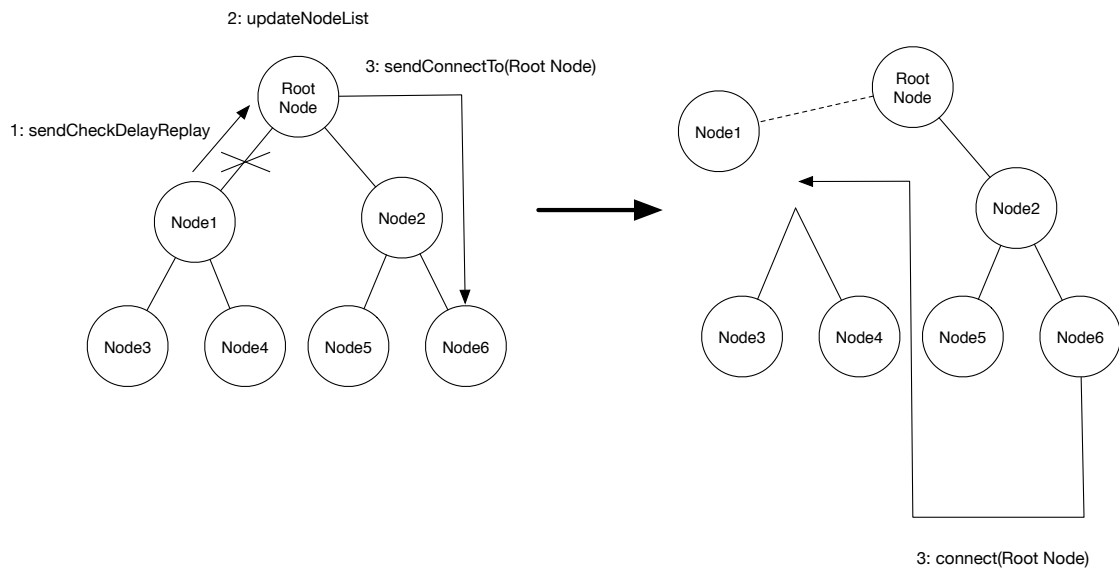 2: updateNodeList
3: sendConnectTo(Root Node)
Root
Node
1: sendCheckDelayReplay
Node1
Node2
Node3
Node4
Node5
Node6
Root
Node
Node1
Node2
Node3
Node4
Node5
Node6
3: connect(Root Node)